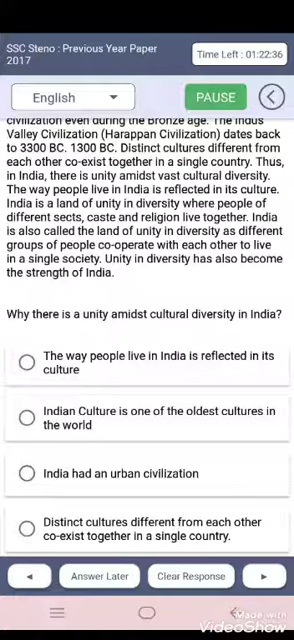 SSC Steno : Previous Year Paper
2017
Time Left : 01:22:36
English
PAUSE
civilization even during the Bronze age. The Indus
Valley Civilization (Harappan Civilization) dates back
to 3300 BC. 1300 BC. Distinct cultures different from
each other co-exist together in a single country. Thus,
in India, there is unity amidst vast cultural diversity.
The way people live in India is reflected in its culture.
India is a land of unity in diversity where people of
different sects, caste and religion live together. India
is also called the land of unity in diversity as different
groups of people co-operate with each other to live
in a single society. Unity in diversity has also become
the strength of India.
Why there is a unity amidst cultural diversity in India?
The way people live in India is reflected in its
culture
Indian Culture is one of the oldest cultures in
the world
India had an urban civilization
Distinct cultures different from each other
co-exist together in a single country.
Answer Later
Clear Response
Made with
VideoShow